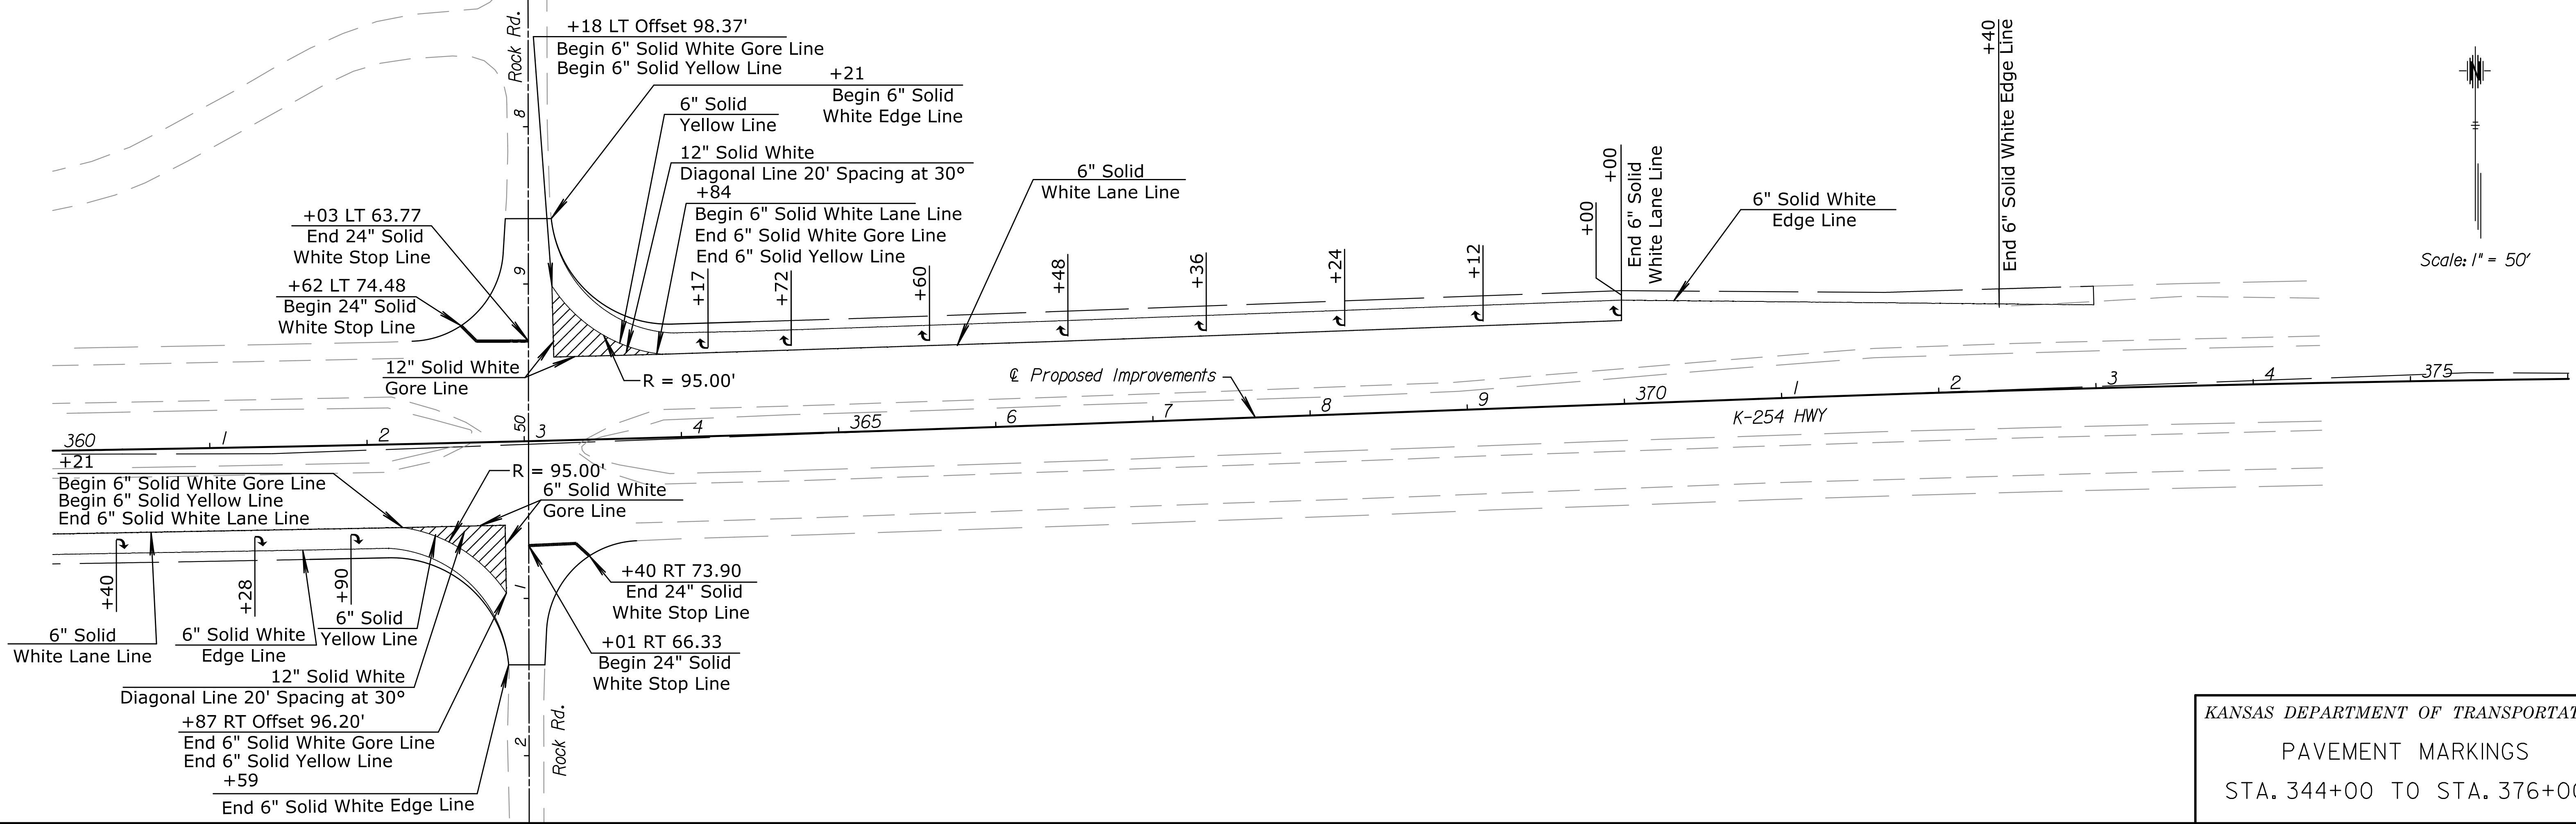 +18 LT Offset 98.37'
Begin 6" Solid White Gore Line
Begin 6" Solid Yellow Line
Rock Rd.
+21
Begin 6" Solid
White Edge Line
6" Solid
Yellow Line
12" Solid White
Diagonal Line 20' Spacing at 30°
+84
Begin 6" Solid White Lane Line
End 6" Solid White Gore Line
End 6" Solid Yellow Line
6" Solid
White Lane Line
+00
+00
End 6" Solid
White Lane Line
6" Solid White
Edge Line
+40
End 6" Solid White Edge Line
N
Scale: 1" = 50'
+03 LT 63.77
End 24" Solid
White Stop Line
+62 LT 74.48
Begin 24" Solid
White Stop Line
8
9
+17
+72
+60
+48
+36
+24
+12
12" Solid White
Gore Line
R = 95.00'
℄ Proposed Improvements
360
1
2
50
3
4
365
6
7
8
9
370
1
2
3
4
375
K-254 HWY
+21
Begin 6" Solid White Gore Line
Begin 6" Solid Yellow Line
End 6" Solid White Lane Line
R = 95.00'
6" Solid White
Gore Line
+40
+28
+90
6" Solid
White Lane Line
6" Solid White
Edge Line
6" Solid
Yellow Line
12" Solid White
Diagonal Line 20' Spacing at 30°
+87 RT Offset 96.20'
End 6" Solid White Gore Line
End 6" Solid Yellow Line
+59
End 6" Solid White Edge Line
1
2
Rock Rd.
+40 RT 73.90
End 24" Solid
White Stop Line
+01 RT 66.33
Begin 24" Solid
White Stop Line
KANSAS DEPARTMENT OF TRANSPORTAT
PAVEMENT MARKINGS
STA. 344+00 TO STA. 376+00